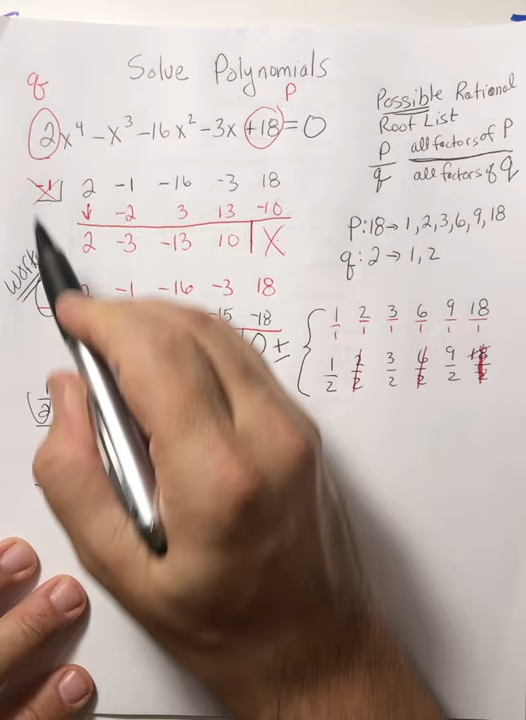 Solve Polynomials
q
P
2x⁴ - x³ - 16x² - 3x + 18 = 0
Possible Rational
Root List
P/q all factors of P / all factors of q
p: 18 → 1, 2, 3, 6, 9, 18
q: 2 → 1, 2
-1 2 -1 -16 -3 18
↓ -2 3 13 -10
2 -3 -13 10 X
work
2 -1 -16 -3 18
-15 -18
0
± { 1/1 2/1 3/1 6/1 9/1 18/1
1/2 2/2 3/2 6/2 9/2 18/2